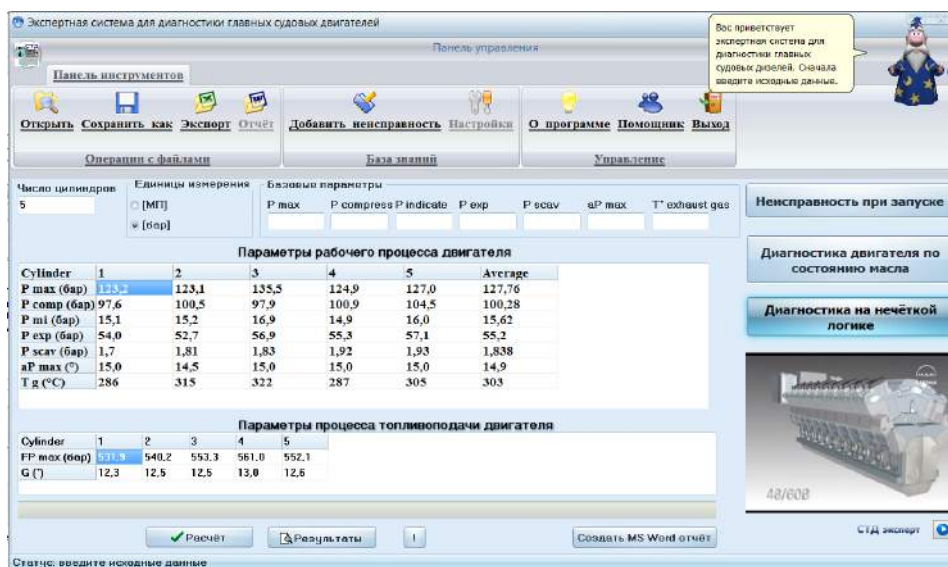 Экспертная система для диагностики главных судовых двигателей
Вас приветствует
экспертная система для
диагностики главных
судовых дизелей. Сначала
введите исходные данные.
Панель управления
Панель инструментов
Открыть Сохранить как Экспорт Отчёт Добавить неисправность Настройки О программе Помощник Выход
Операции с файлами База знаний Управление
Число цилиндров Единицы измерения Базовые параметры
5 [МП] P max P compress P indicate P exp P scav aP max T° exhaust gas
[бар]
Неисправность при запуске
Диагностика двигателя по
состоянию масла
Диагностика на нечёткой
логике
Параметры рабочего процесса двигателя
Cylinder 1 2 3 4 5 Average
P max (бар) 123,2 123,1 135,5 124,9 127,0 127,76
P comp (бар) 97,6 100,5 97,9 100,9 104,5 100,28
P mi (бар) 15,1 15,2 16,9 14,9 16,0 15,62
P exp (бар) 54,0 52,7 56,9 55,3 57,1 55,2
P scav (бар) 1,7 1,81 1,83 1,92 1,93 1,838
aP max (°) 15,0 14,5 15,0 15,0 15,0 14,9
T g (°C) 286 315 322 287 305 303
Параметры процесса топливоподачи двигателя
Cylinder 1 2 3 4 5
FP max (бар) 531,9 540,2 553,3 561,0 552,1
G (°) 12,3 12,5 12,5 13,0 12,6
48/60B
Расчёт Результаты ! Создать MS Word отчёт
СТД эксперт
Статус: введите исходные данные